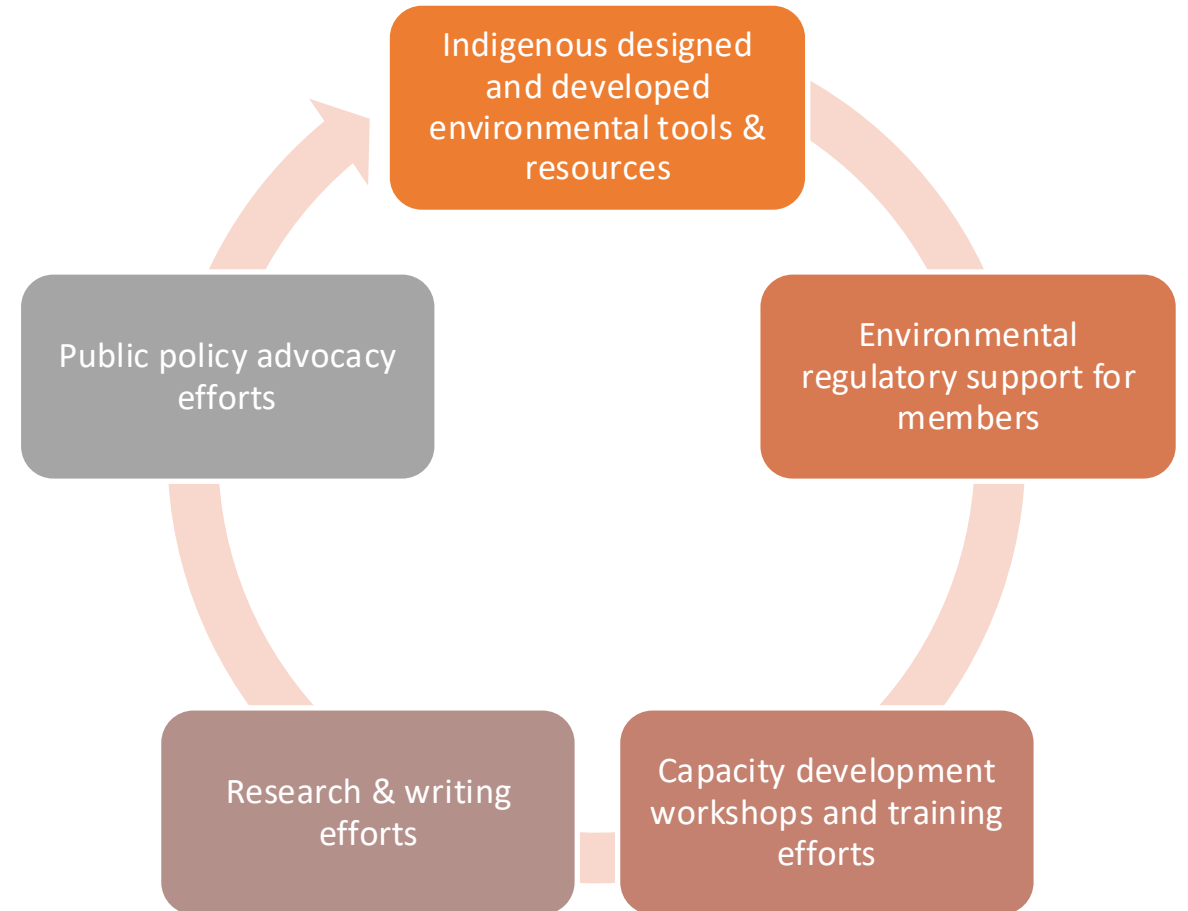 Indigenous designed
and developed
environmental tools &
resources
Environmental
regulatory support for
members
Capacity development
workshops and training
efforts
Research & writing
efforts
Public policy advocacy
efforts